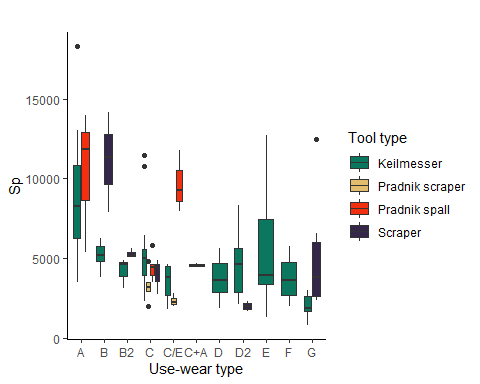 Sp
15000
10000
5000
0
A B B2 C C/E C+A D D2 E F G
Use-wear type
Tool type
Keilmesser
Pradnik scraper
Pradnik spall
Scraper